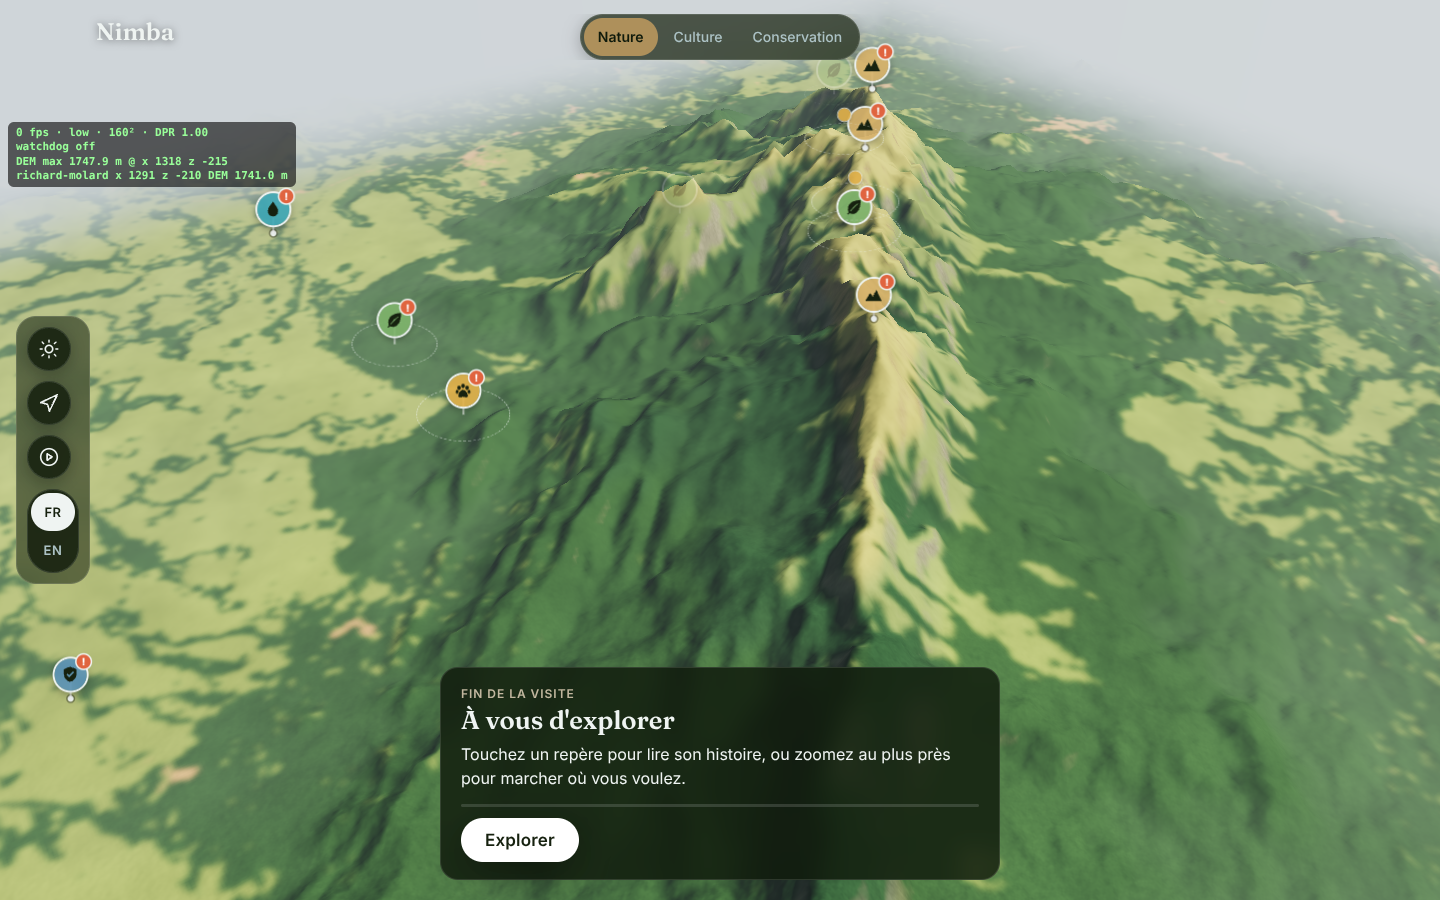 Nimba
Nature Culture Conservation
0 fps · low · 160² · DPR 1.00
watchdog off
DEM max 1747.9 m @ x 1318 z -215
richard-molard x 1291 z -210 DEM 1741.0 m
FR
EN
FIN DE LA VISITE
À vous d'explorer
Touchez un repère pour lire son histoire, ou zoomez au plus près
pour marcher où vous voulez.
Explorer